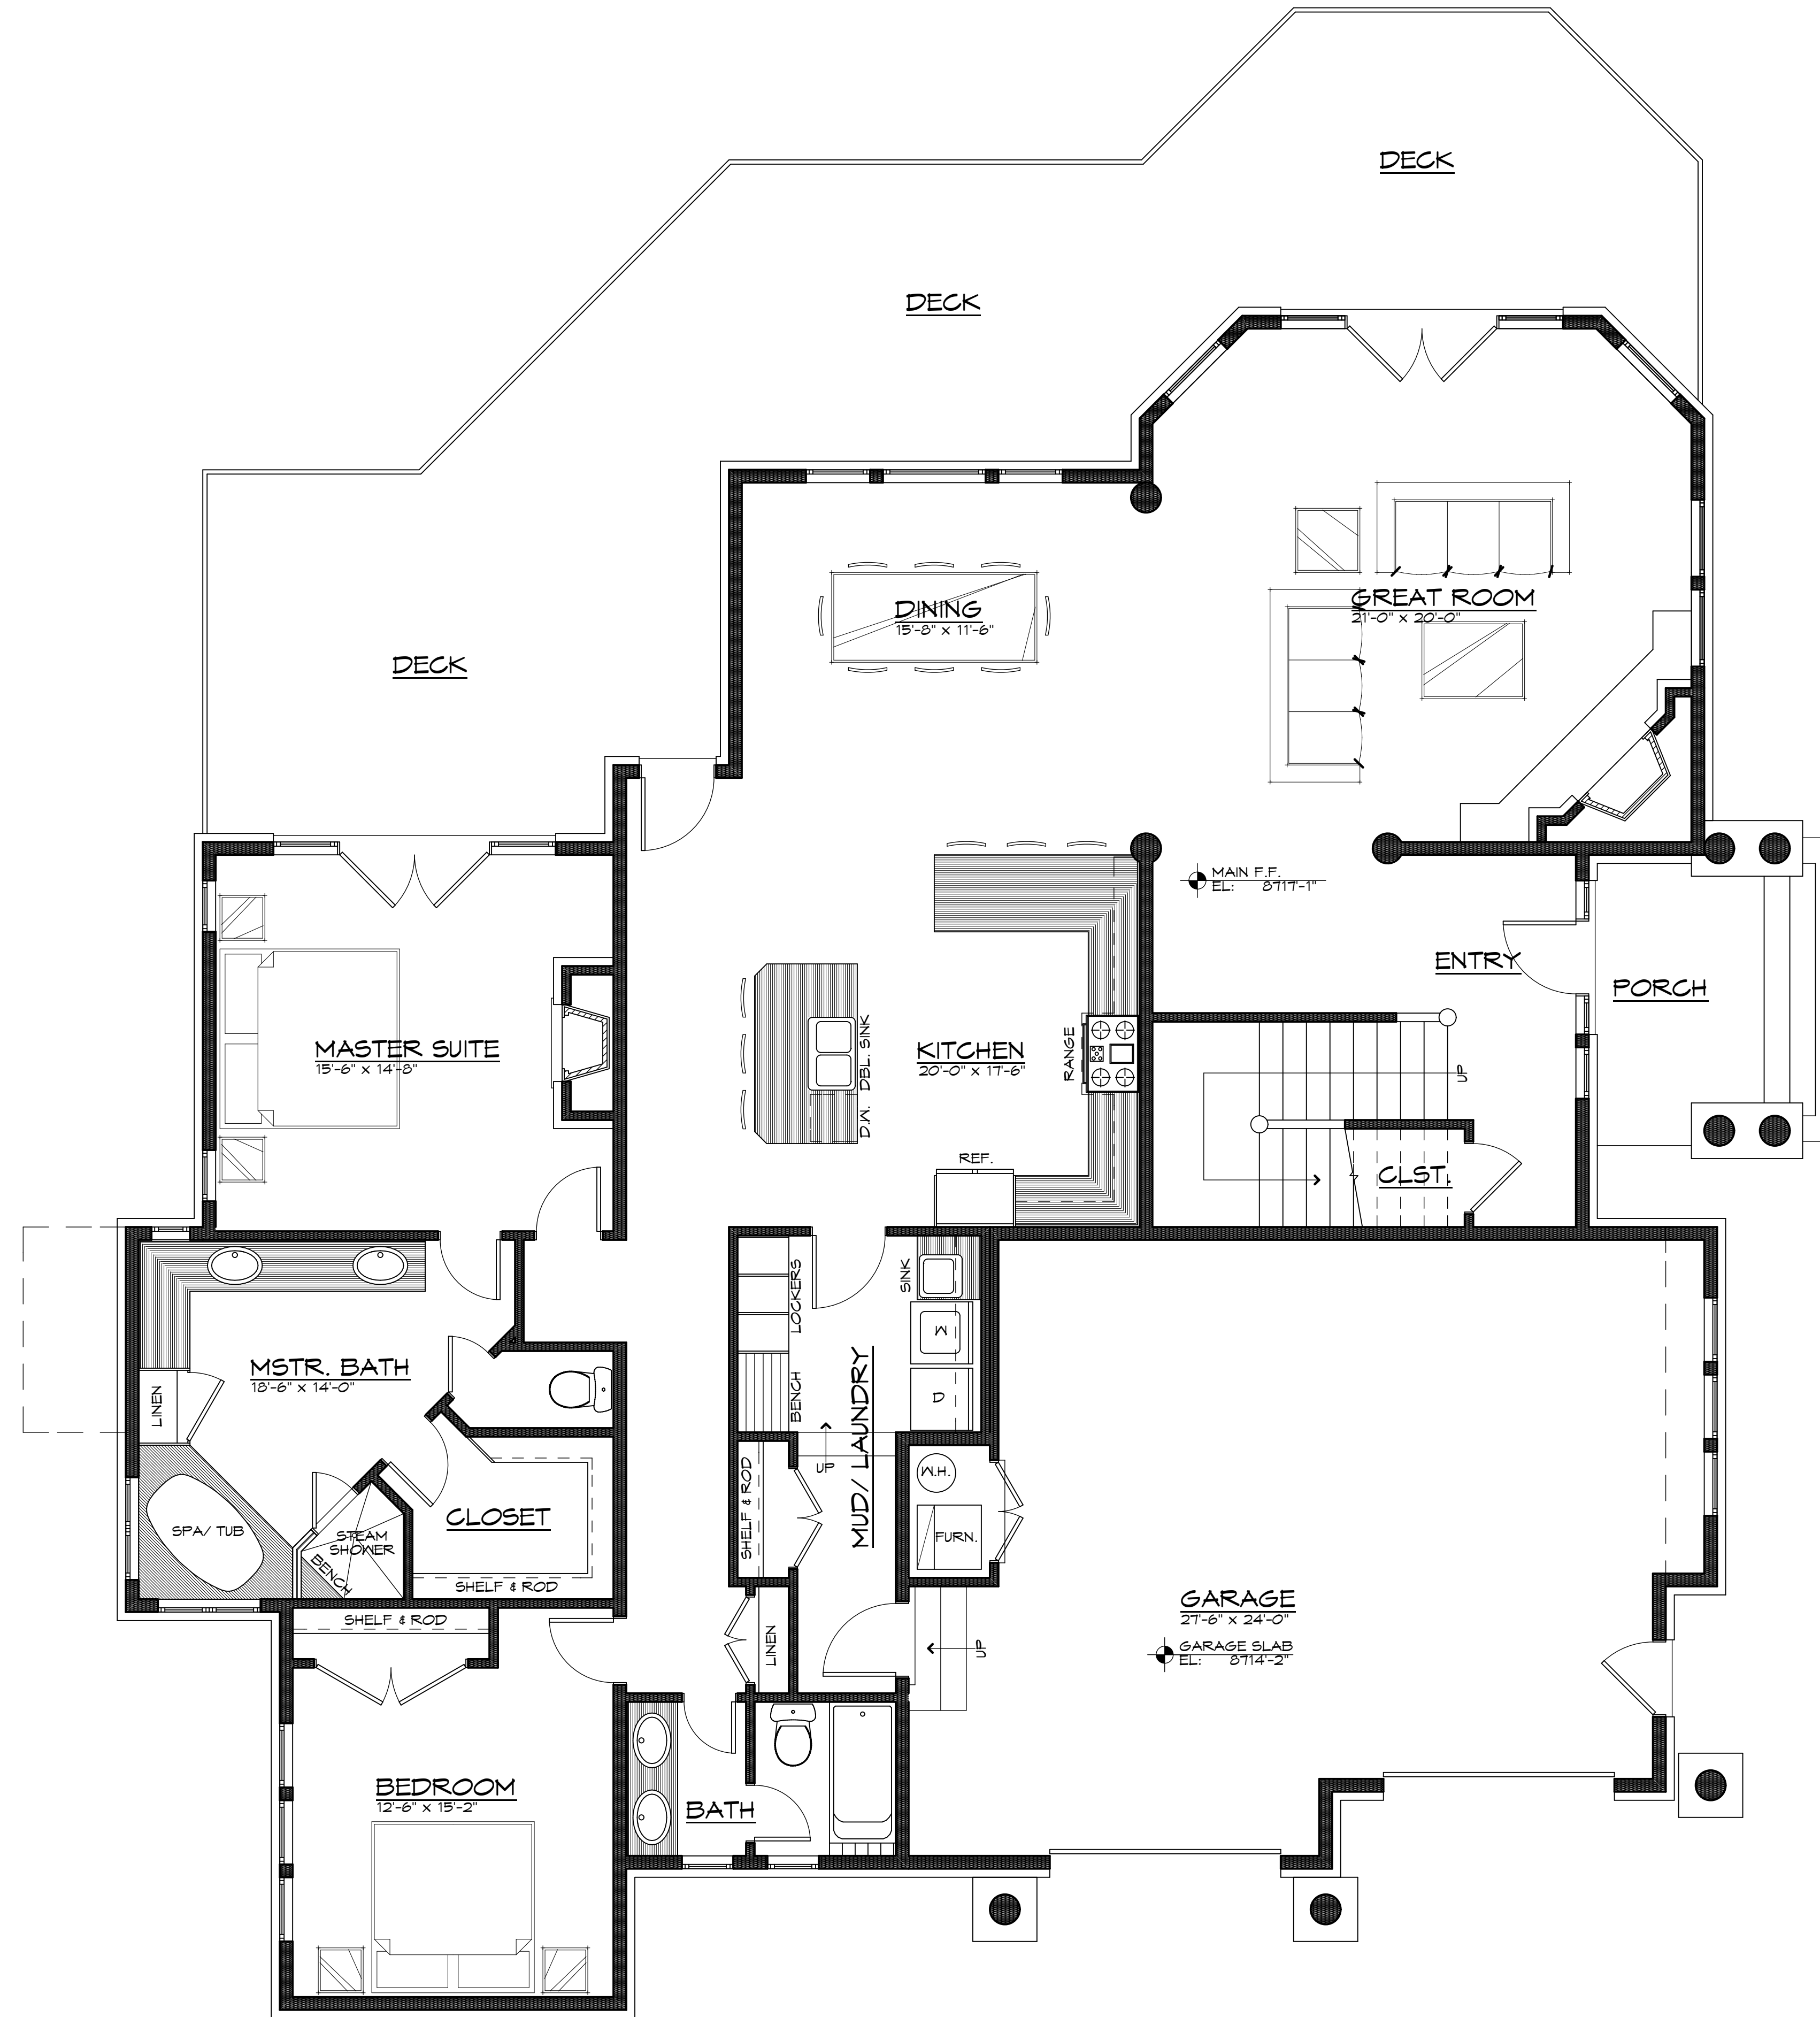 DECK
DECK
DECK
GREAT ROOM
21'-0" x 20'-0"
DINING
15'-8" x 11'-6"
MAIN F.F.
EL: 8717'-1"
ENTRY
PORCH
MASTER SUITE
15'-6" x 14'-8"
D.W. DBL. SINK
KITCHEN
20'-0" x 17'-6"
RANGE
UP
REF.
CLST.
LOCKERS
SINK
W
MSTR. BATH
18'-6" x 14'-0"
LINEN
BENCH
MUD/ LAUNDRY
D
UP
W.H.
SHELF & ROD
CLOSET
SPA/ TUB
STEAM
SHOWER
BENCH
FURN.
SHELF & ROD
SHELF & ROD
LINEN
UP
GARAGE
27'-6" x 24'-0"
GARAGE SLAB
EL: 8714'-2"
BEDROOM
12'-6" x 15'-2"
BATH